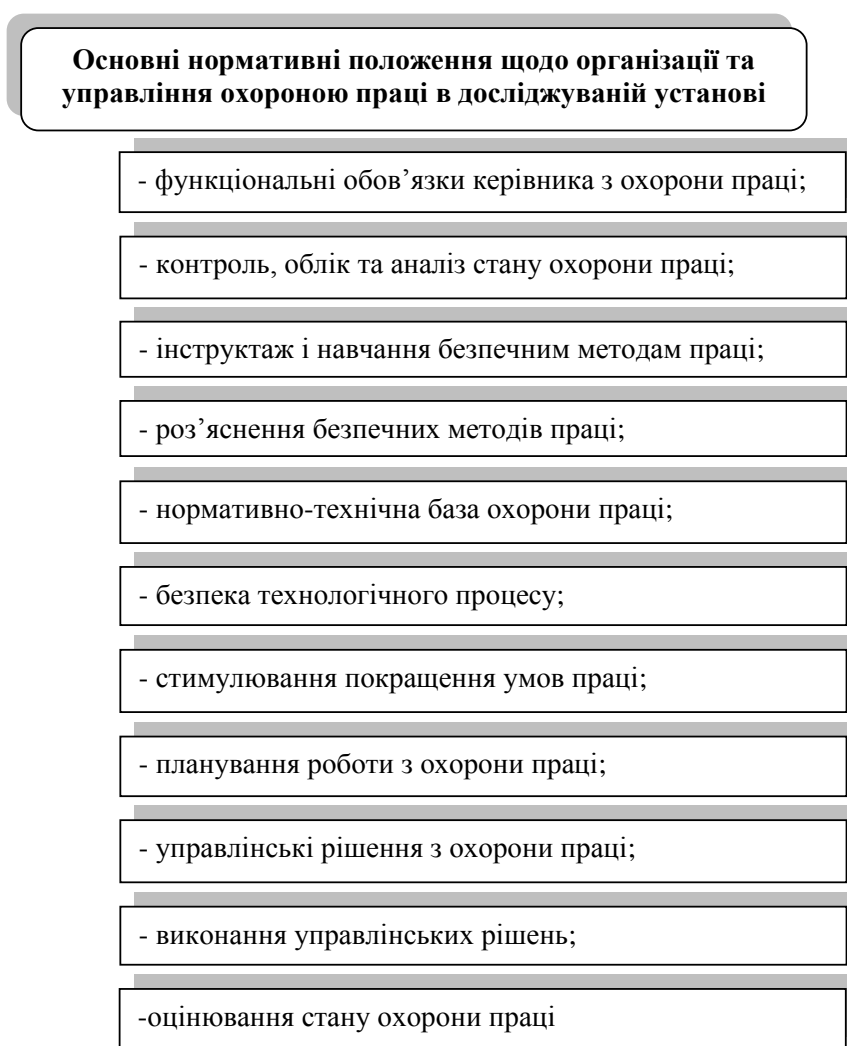 Основні нормативні положення щодо організації та
управління охороною праці в досліджуваній установі
- функціональні обов’язки керівника з охорони праці;
- контроль, облік та аналіз стану охорони праці;
- інструктаж і навчання безпечним методам праці;
- роз’яснення безпечних методів праці;
- нормативно-технічна база охорони праці;
- безпека технологічного процесу;
- стимулювання покращення умов праці;
- планування роботи з охорони праці;
- управлінські рішення з охорони праці;
- виконання управлінських рішень;
-оцінювання стану охорони праці